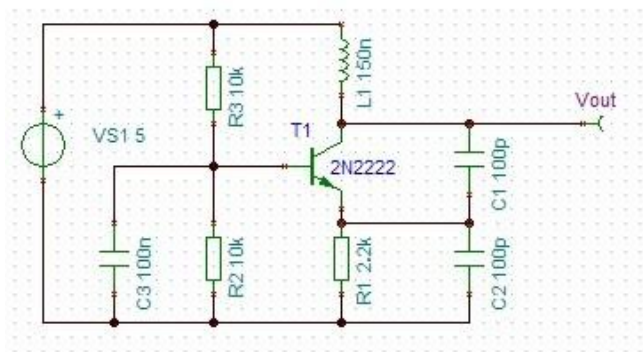 R3 10k
L1 150n
Vout
+
VS1 5
T1
2N2222
C1 100p
C3 100n
R2 10k
R1 2.2k
C2 100p